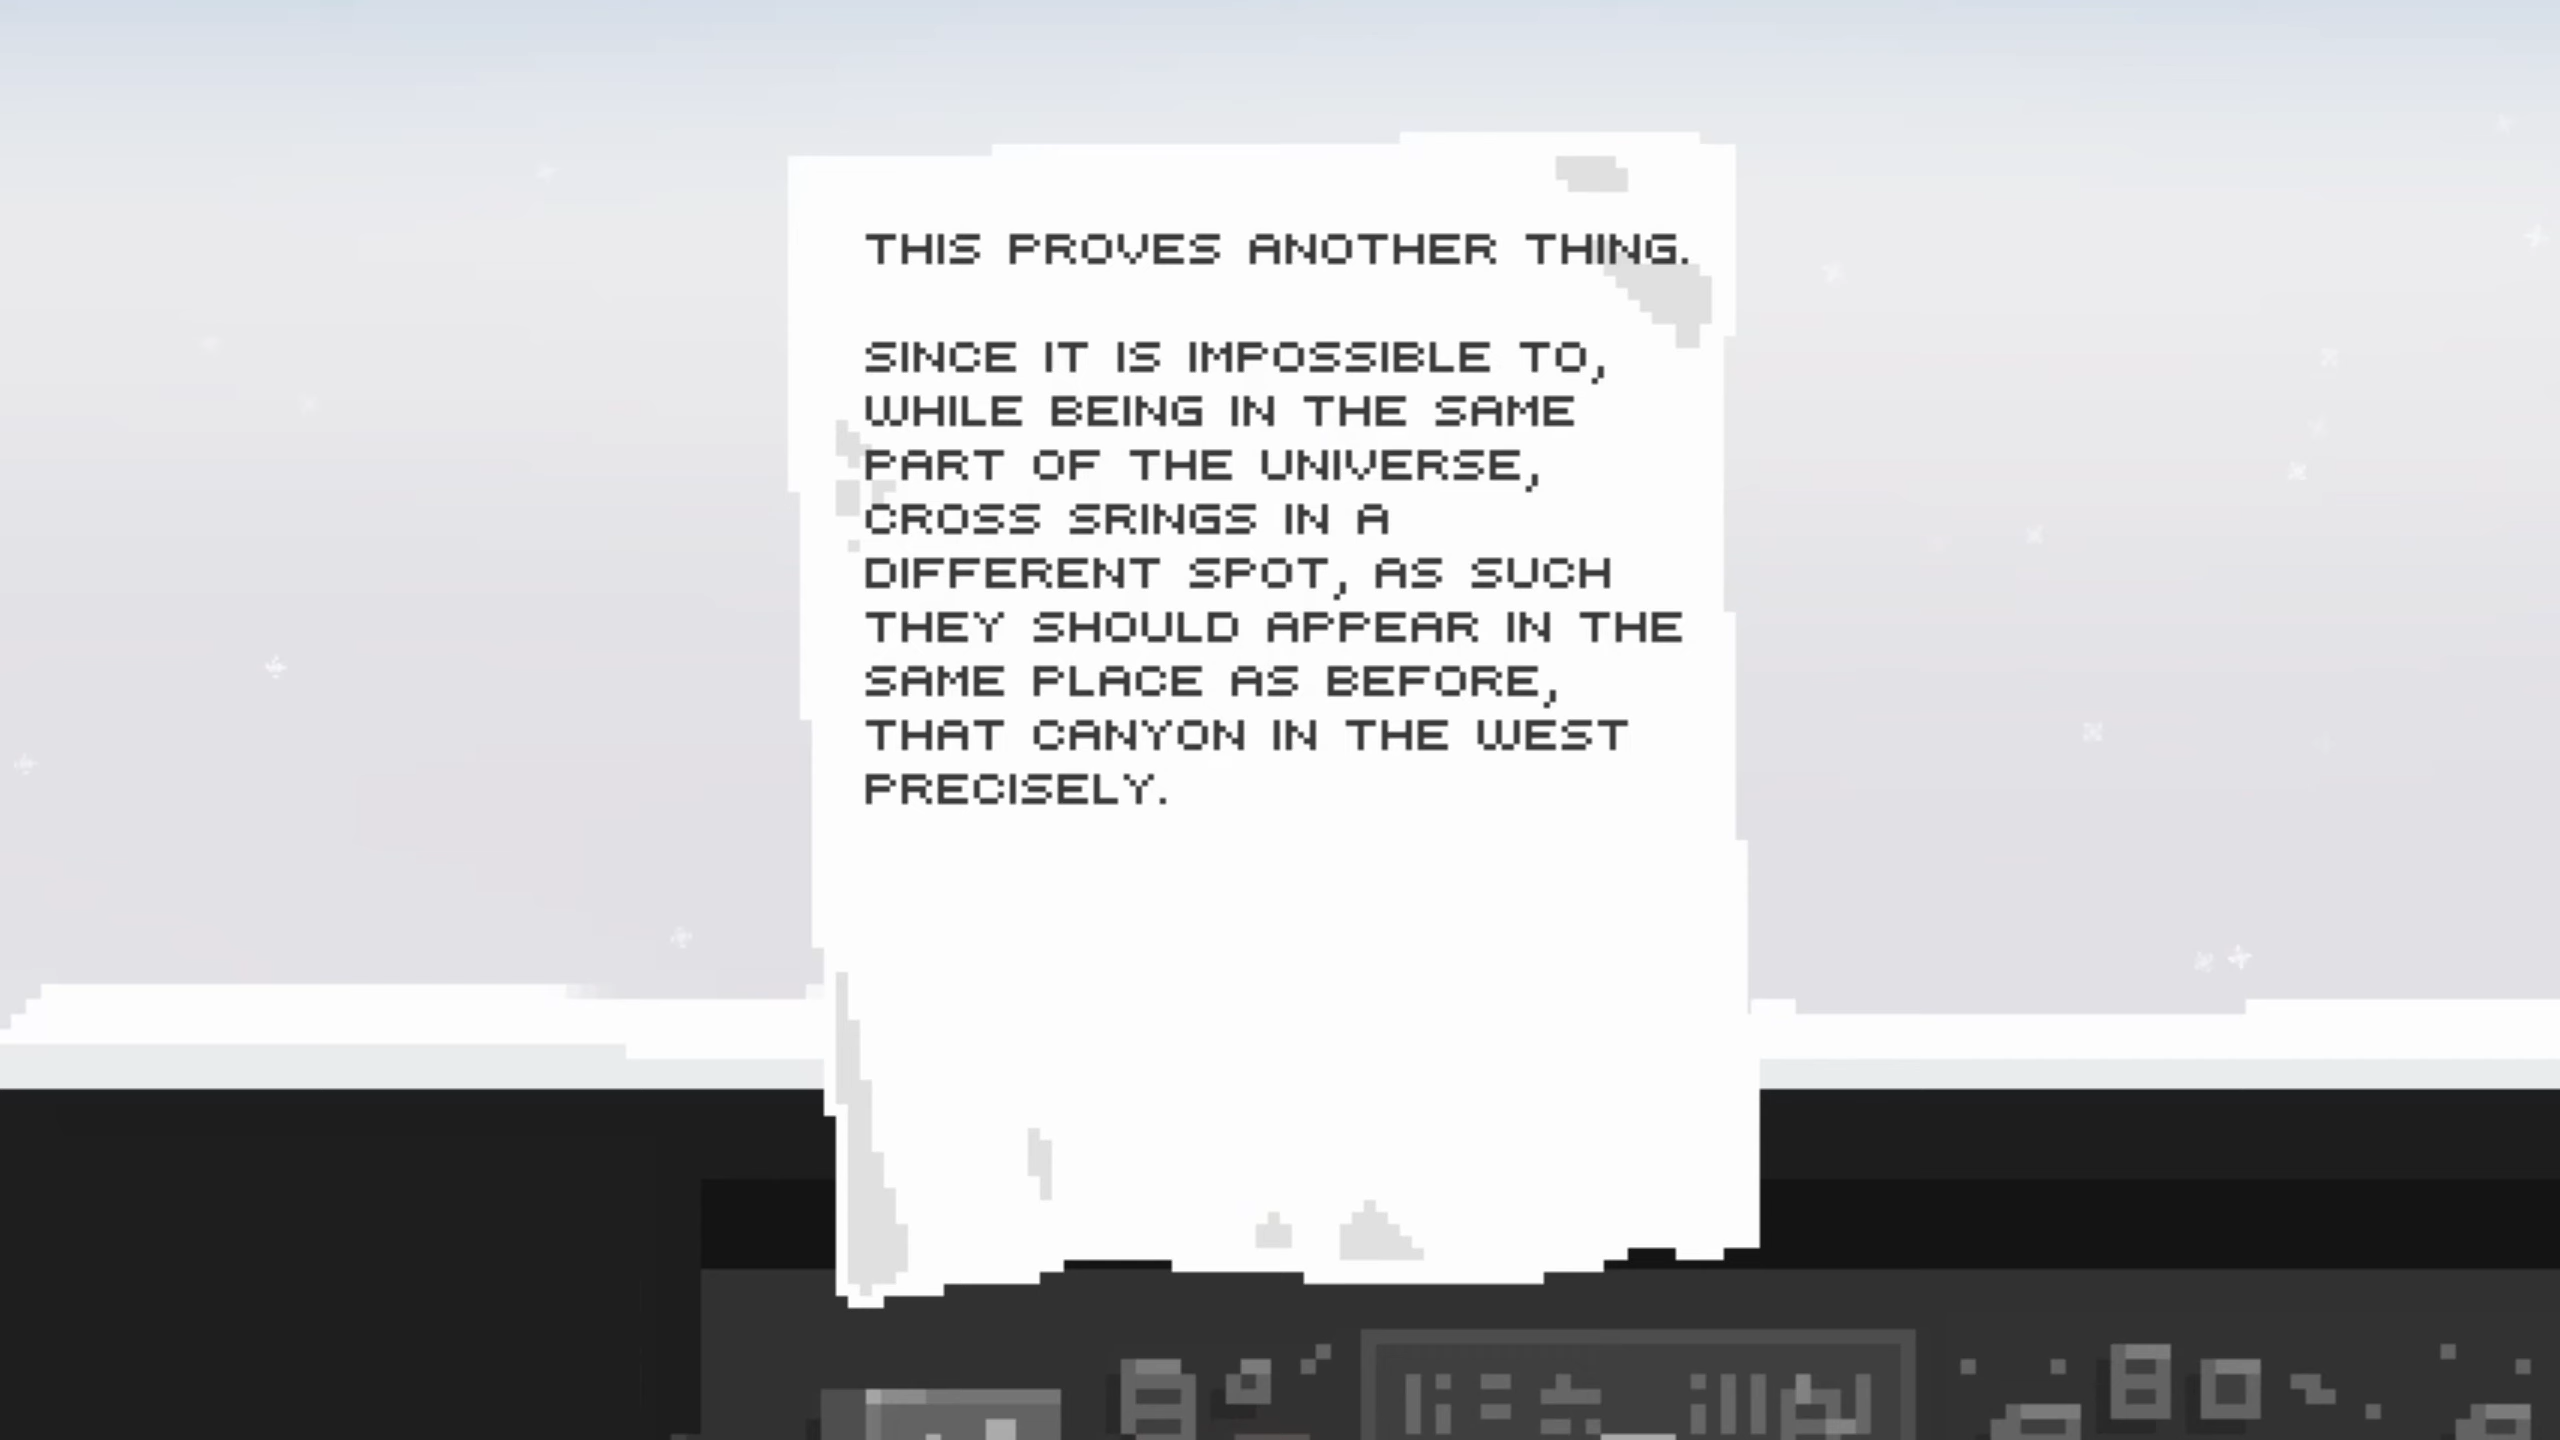 THIS PROVES ANOTHER THING.
SINCE IT IS IMPOSSIBLE TO,
WHILE BEING IN THE SAME
PART OF THE UNIVERSE,
CROSS SRINGS IN A
DIFFERENT SPOT, AS SUCH
THEY SHOULD APPEAR IN THE
SAME PLACE AS BEFORE,
THAT CANYON IN THE WEST
PRECISELY.